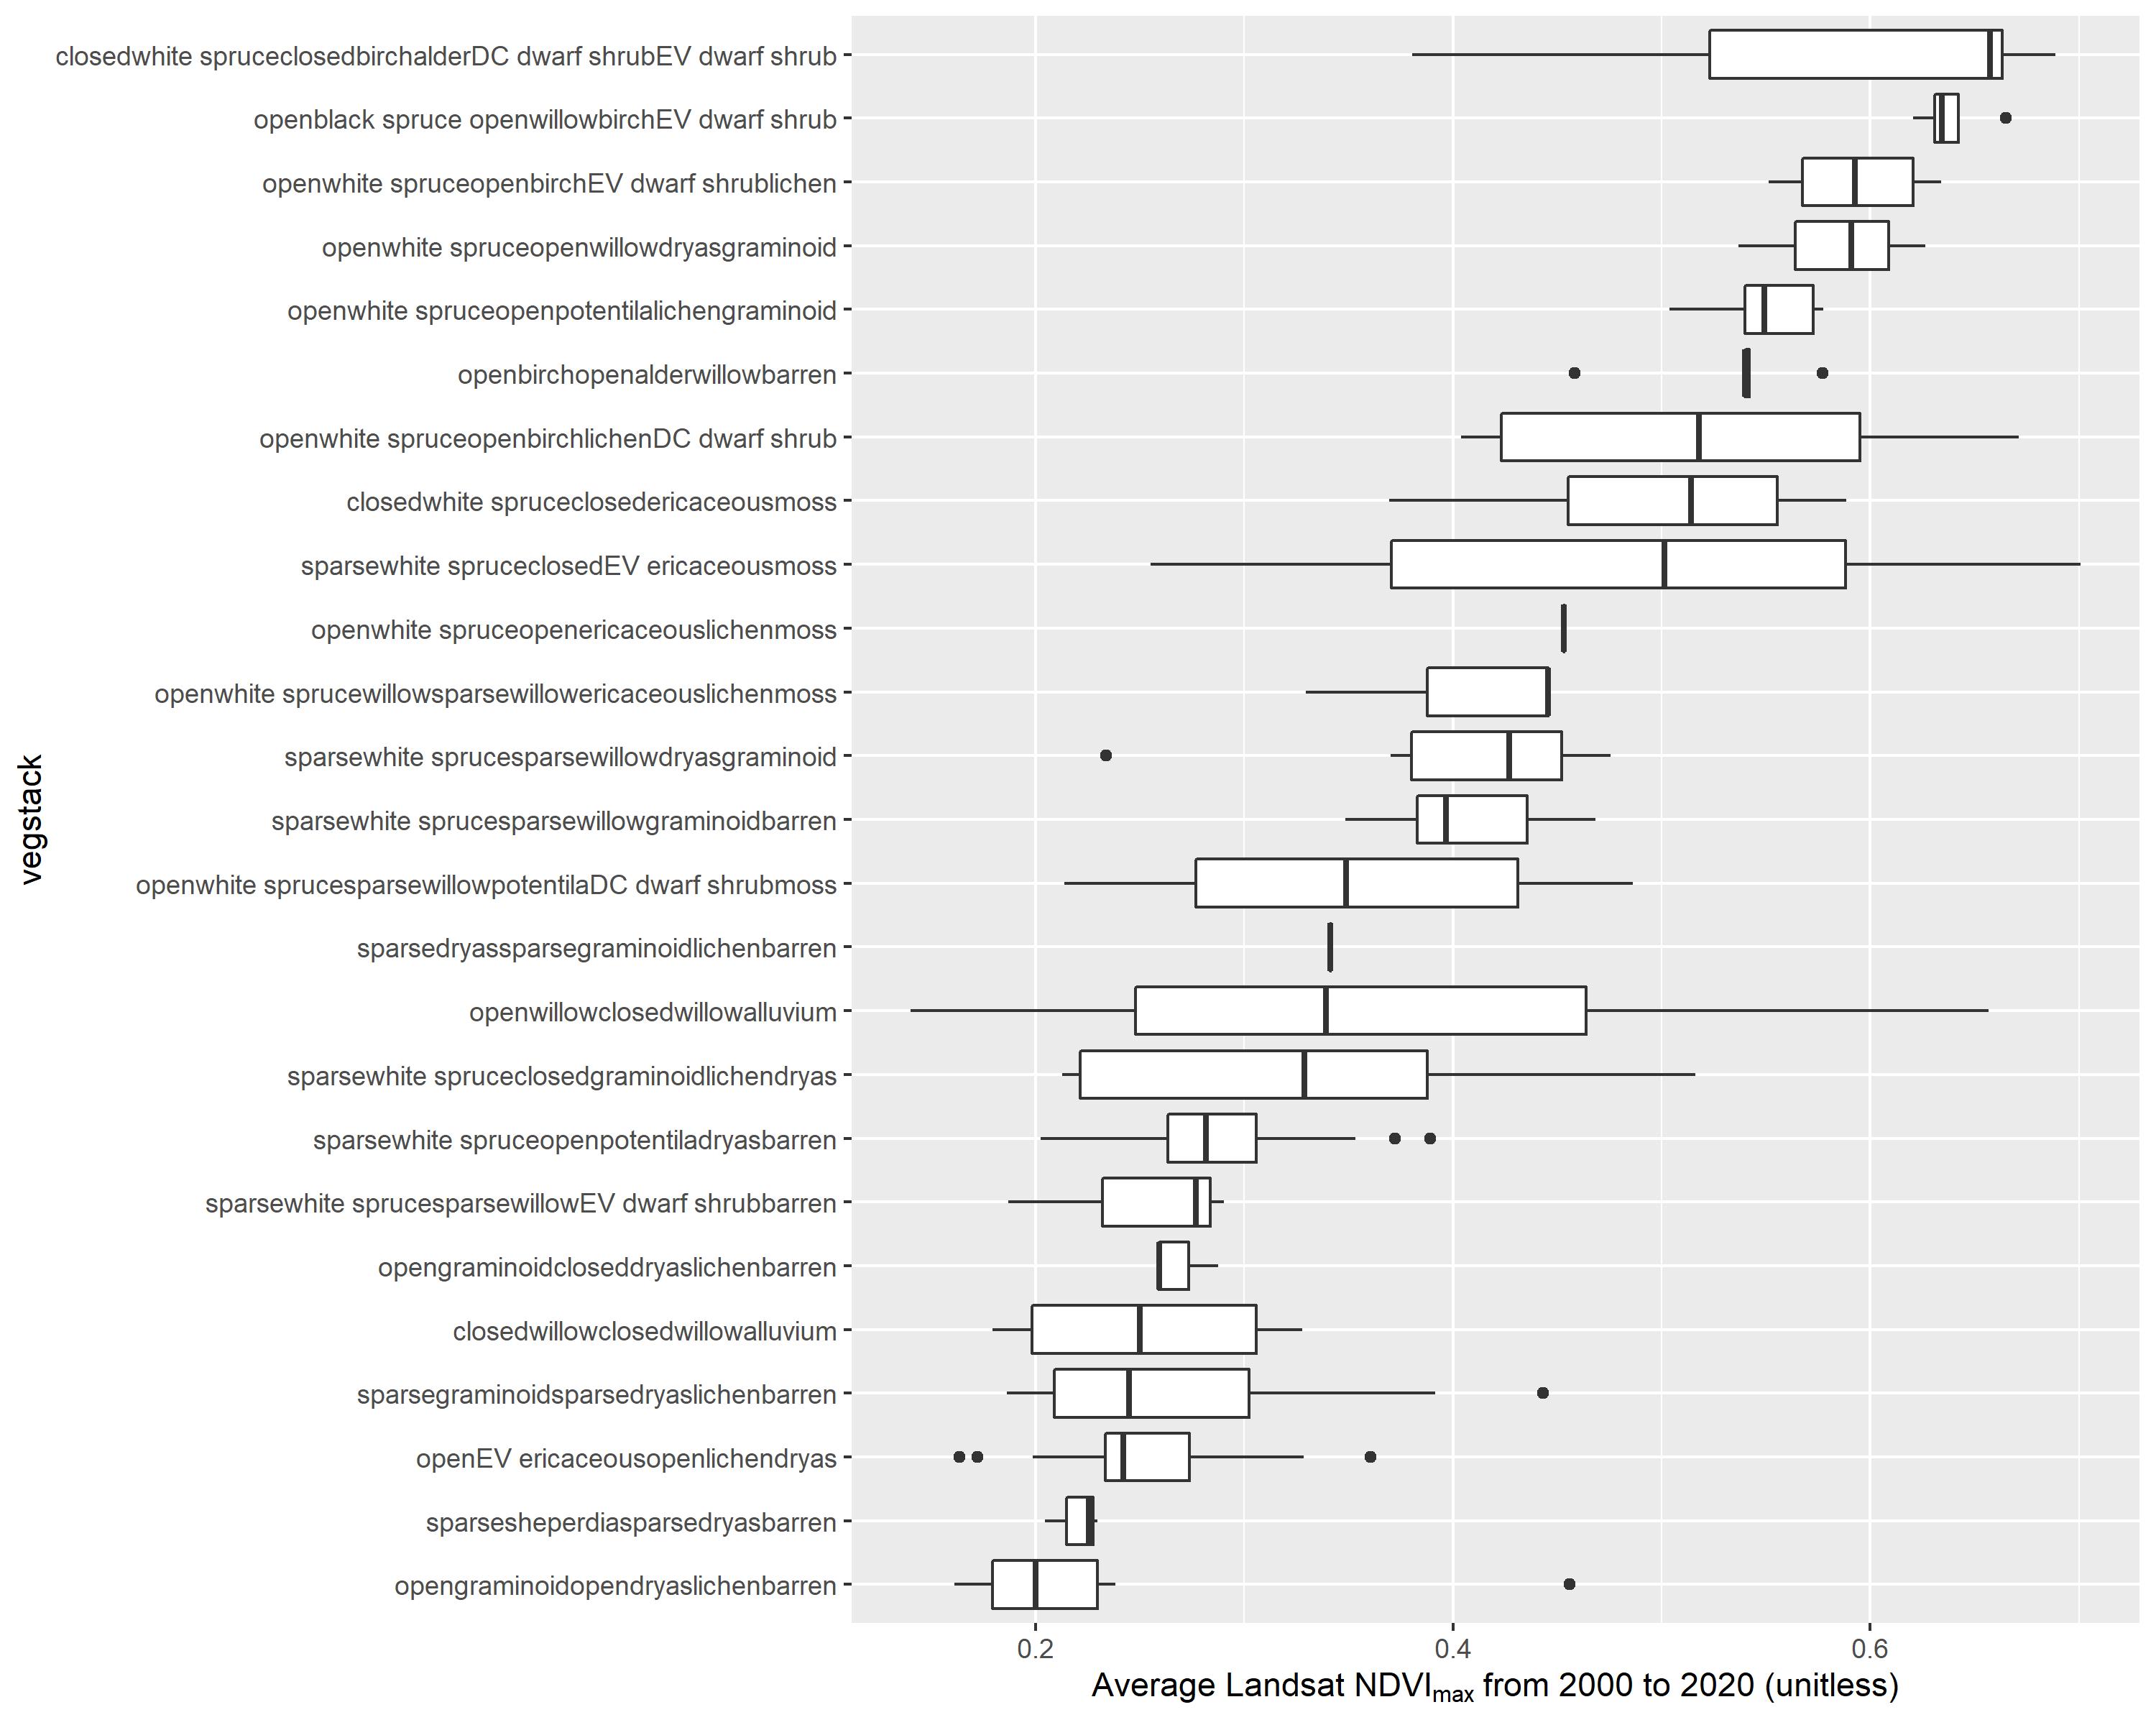 closedwhite spruceclosedbirchalderDC dwarf shrubEV dwarf shrub
openblack spruce openwillowbirchEV dwarf shrub
openwhite spruceopenbirchEV dwarf shrublichen
openwhite spruceopenwillowdryasgraminoid
openwhite spruceopenpotentilalichengraminoid
openbirchopenalderwillowbarren
openwhite spruceopenbirchlichenDC dwarf shrub
closedwhite spruceclosedericaceousmoss
sparsewhite spruceclosedEV ericaceousmoss
openwhite spruceopenericaceouslichenmoss
openwhite sprucewillowsparsewillowericaceouslichenmoss
sparsewhite sprucesparsewillowdryasgraminoid
sparsewhite sprucesparsewillowgraminoidbarren
openwhite sprucesparsewillowpotentilaDC dwarf shrubmoss
sparsedryassparsegraminoidlichenbarren
openwillowclosedwillowalluvium
sparsewhite spruceclosedgraminoidlichendryas
sparsewhite spruceopenpotentiladryasbarren
sparsewhite sprucesparsewillowEV dwarf shrubbarren
opengraminoidcloseddryaslichenbarren
closedwillowclosedwillowalluvium
sparsegraminoidsparsedryaslichenbarren
openEV ericaceousopenlichendryas
sparsesheperdiasparsedryasbarren
opengraminoidopendryaslichenbarren
vegstack
0.2 0.4 0.6
Average Landsat NDVImax from 2000 to 2020 (unitless)